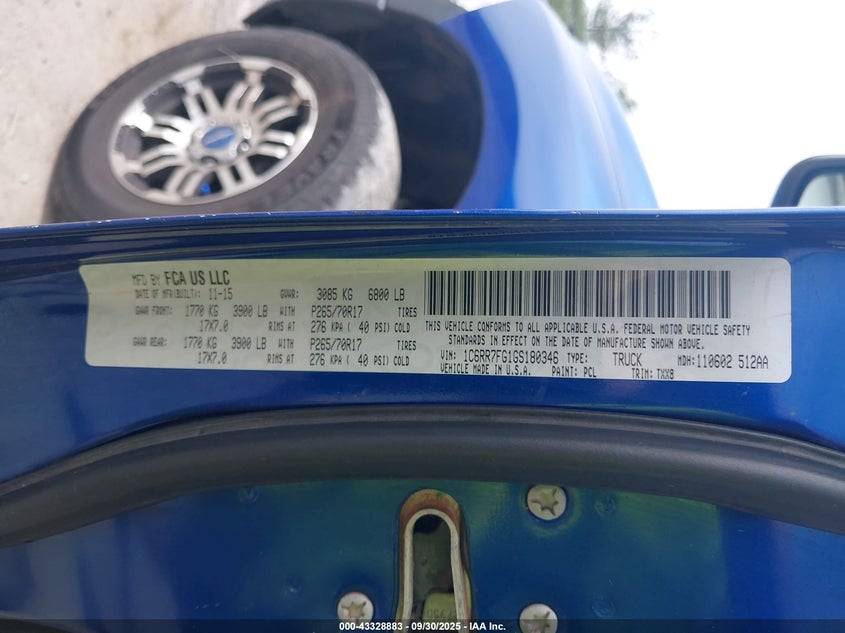 MFD BY FCA US LLC
DATE OF MFR(BUILT): 11-15 GVWR: 3085 KG 6800 LB
GAWR FRONT: 1770 KG 3900 LB WITH P265/70R17 TIRES
17X7.0 RIMS AT 276 KPA ( 40 PSI) COLD
GAWR REAR: 1770 KG 3900 LB WITH P265/70R17 TIRES
17X7.0 RIMS AT 276 KPA ( 40 PSI) COLD
THIS VEHICLE CONFORMS TO ALL APPLICABLE U.S.A. FEDERAL MOTOR VEHICLE SAFETY
STANDARDS IN EFFECT ON THE DATE OF MANUFACTURE SHOWN ABOVE.
VIN: 1C6RR7FG1GS180346 TYPE: TRUCK MDH:110602 512AA
VEHICLE MADE IN U.S.A. PAINT: PCL TRIM: TXX8
000-43328883 - 09/30/2025 - IAA Inc.